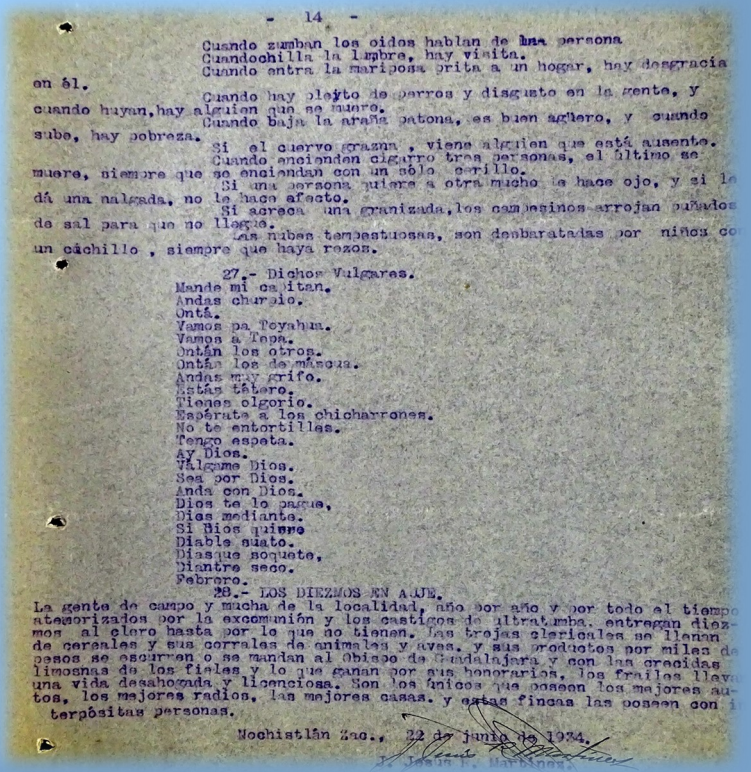 - 14 -
Cuando zumban los oidos hablan de una persona
Cuandochilla la lumbre, hay visita.
Cuando entra la mariposa prita a un hogar, hay desgracia
en él.
Cuando hay pleyto de perros y disgusto en la gente, y
cuando huyan,hay alguien que se muere.
Cuando baja la araña patona, es buen agüero, y cuando
sube, hay pobreza.
Si el cuervo grazna , viene alguien que está ausente.
Cuando encienden cigarro tres personas, el último se
muere, siempre que se enciendan con un sólo cerillo.
Si una persona quiere a otra mucho le hace ojo, y si le
dá una nalgada, no le hace afecto.
Si acreca una granizada,los campesinos arrojan puñados
de sal para que no llegue.
Las nubes tempestuosas, son desbaratadas por niños co
un cuchillo , siempre que haya rezos.
27.- Dichos Vulgares.
Mande mi capitan.
Andas
Ontá.
Vamos pa Toyahua.
Vamos a Tepa.
Ontán los otros.
Ontán los de máscua.
Andas muy grifo.
Estás tátero.
Tienes olgorio.
Espérate a los chicharrones.
No te entortilles.
Tengo espeta.
Ay Dios.
Válgame Dios.
Sea por Dios.
Anda con Dios.
Dios te lo pague,
Dios mediante.
Si Dios quiere
Diable suato.
Diasque soquete,
Diantre seco.
Febrero.-
28.- LOS DIEZMOS EN AUJE.
La gente de campo y mucha de la localidad, año por año y por todo el tiempo
atemorizados por la excomunión y los castigos de ultratumba. entregan diez-
mos al clero hasta por lo que no tienen. Las trojas clericales se llenan
de cereales y sus corrales de animales y aves. y sus productos por miles de
pesos se escurren o se mandan al Obispo de Guadalajara y con las crecidas
limosnas de los fieles y lo que ganan por sus honorarios, los frailes lleva
una vida desahogada y licenciosa. Son los únicos que poseen los mejores au-
tos, los mejores radios, las mejores casas. y estas fincas las poseen con i
terpósitas personas.
Nochistlán Zac., 22 de junio de 1934.
J. Jesús R. Martínez.